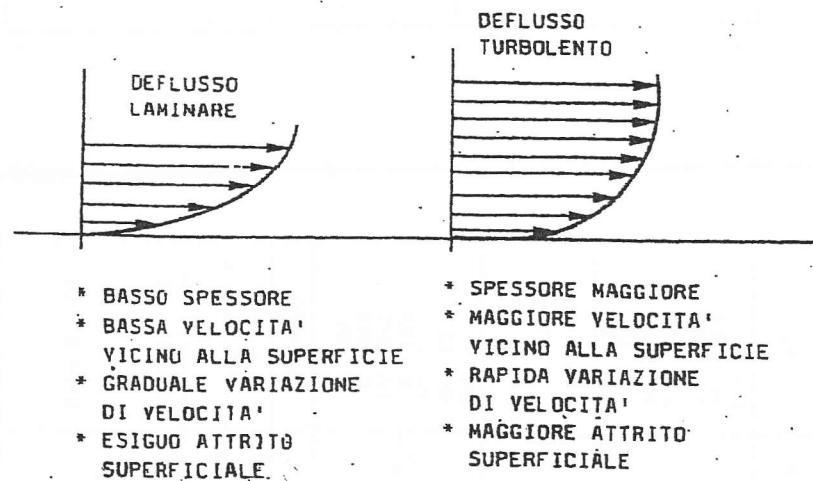 DEFLUSSO
LAMINARE
* BASSO SPESSORE
* BASSA VELOCITA'
VICINO ALLA SUPERFICIE
* GRADUALE VARIAZIONE
DI VELOCITA'
* ESIGUO ATTRITO
SUPERFICIALE
DEFLUSSO
TURBOLENTO
* SPESSORE MAGGIORE
* MAGGIORE VELOCITA'
VICINO ALLA SUPERFICIE
* RAPIDA VARIAZIONE
DI VELOCITA'
* MAGGIORE ATTRITO
SUPERFICIALE